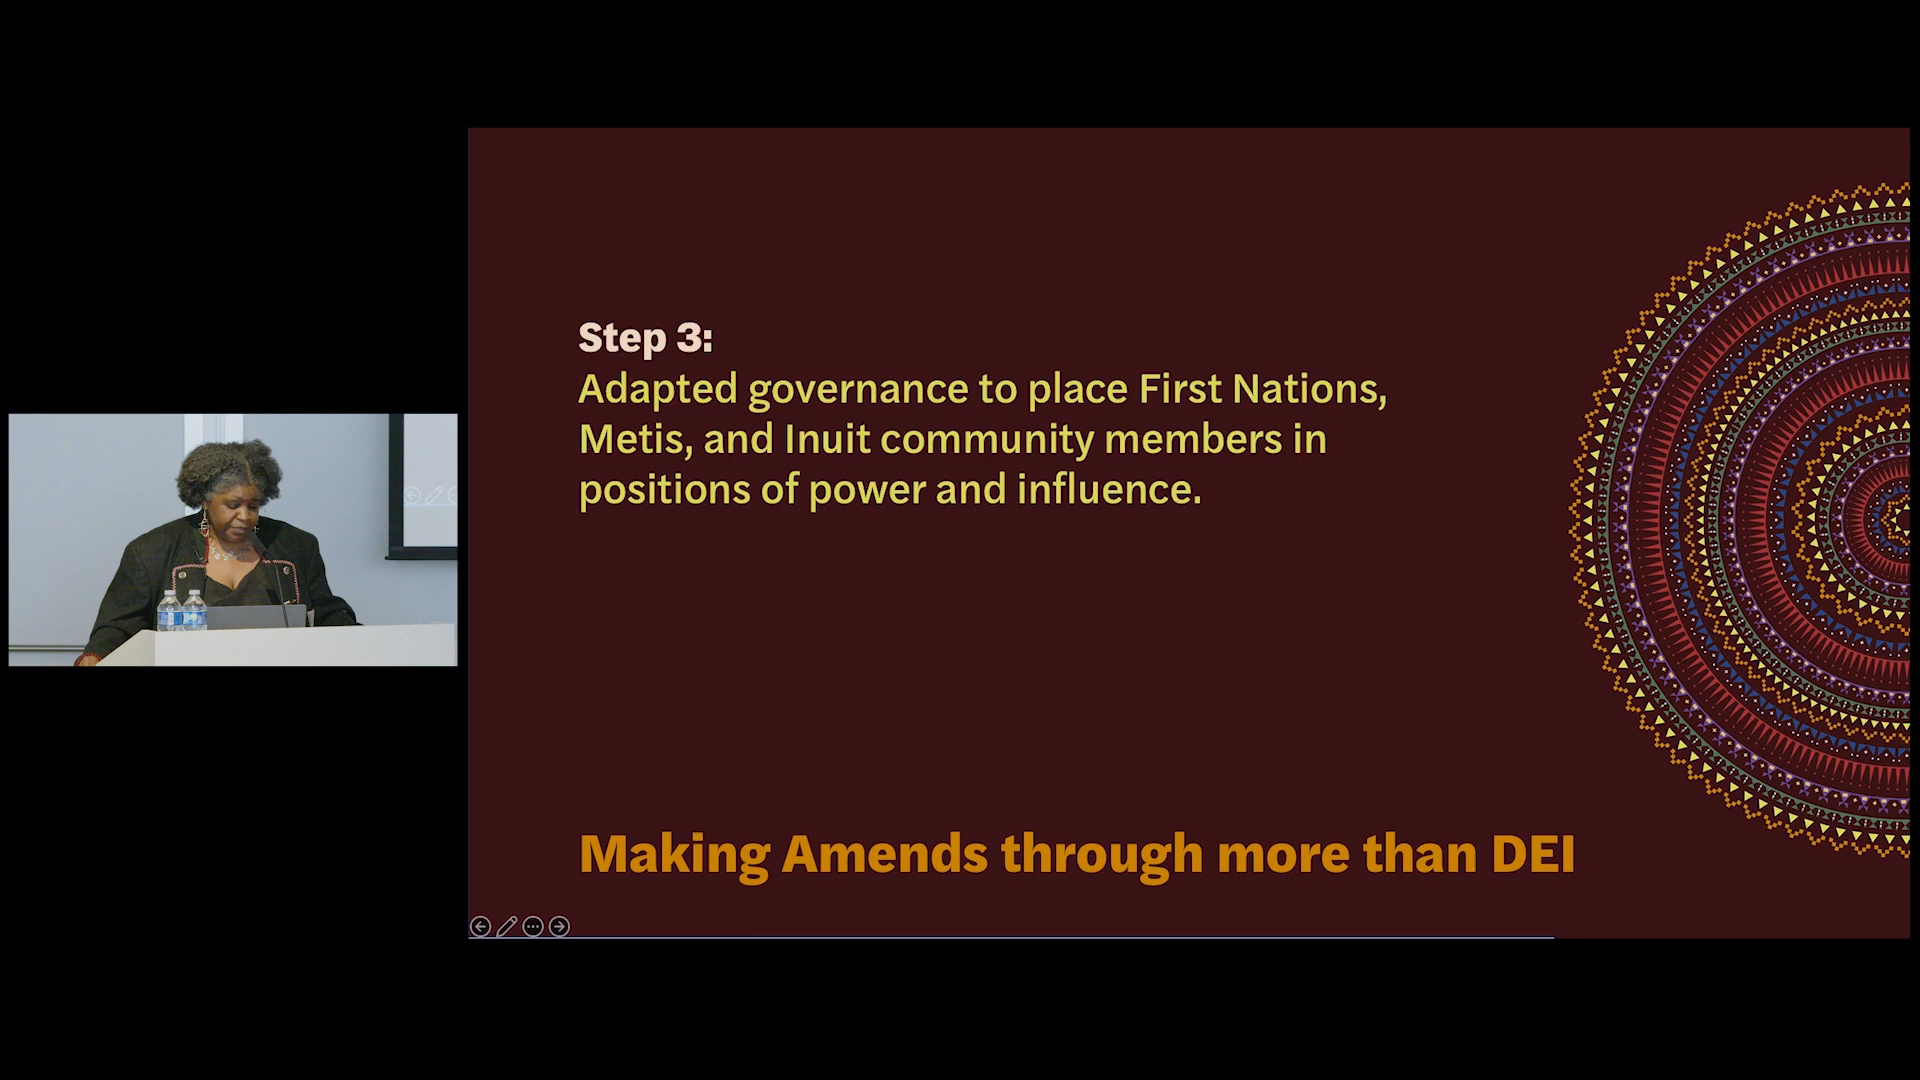 Step 3:
Adapted governance to place First Nations,
Metis, and Inuit community members in
positions of power and influence.
Making Amends through more than DEI